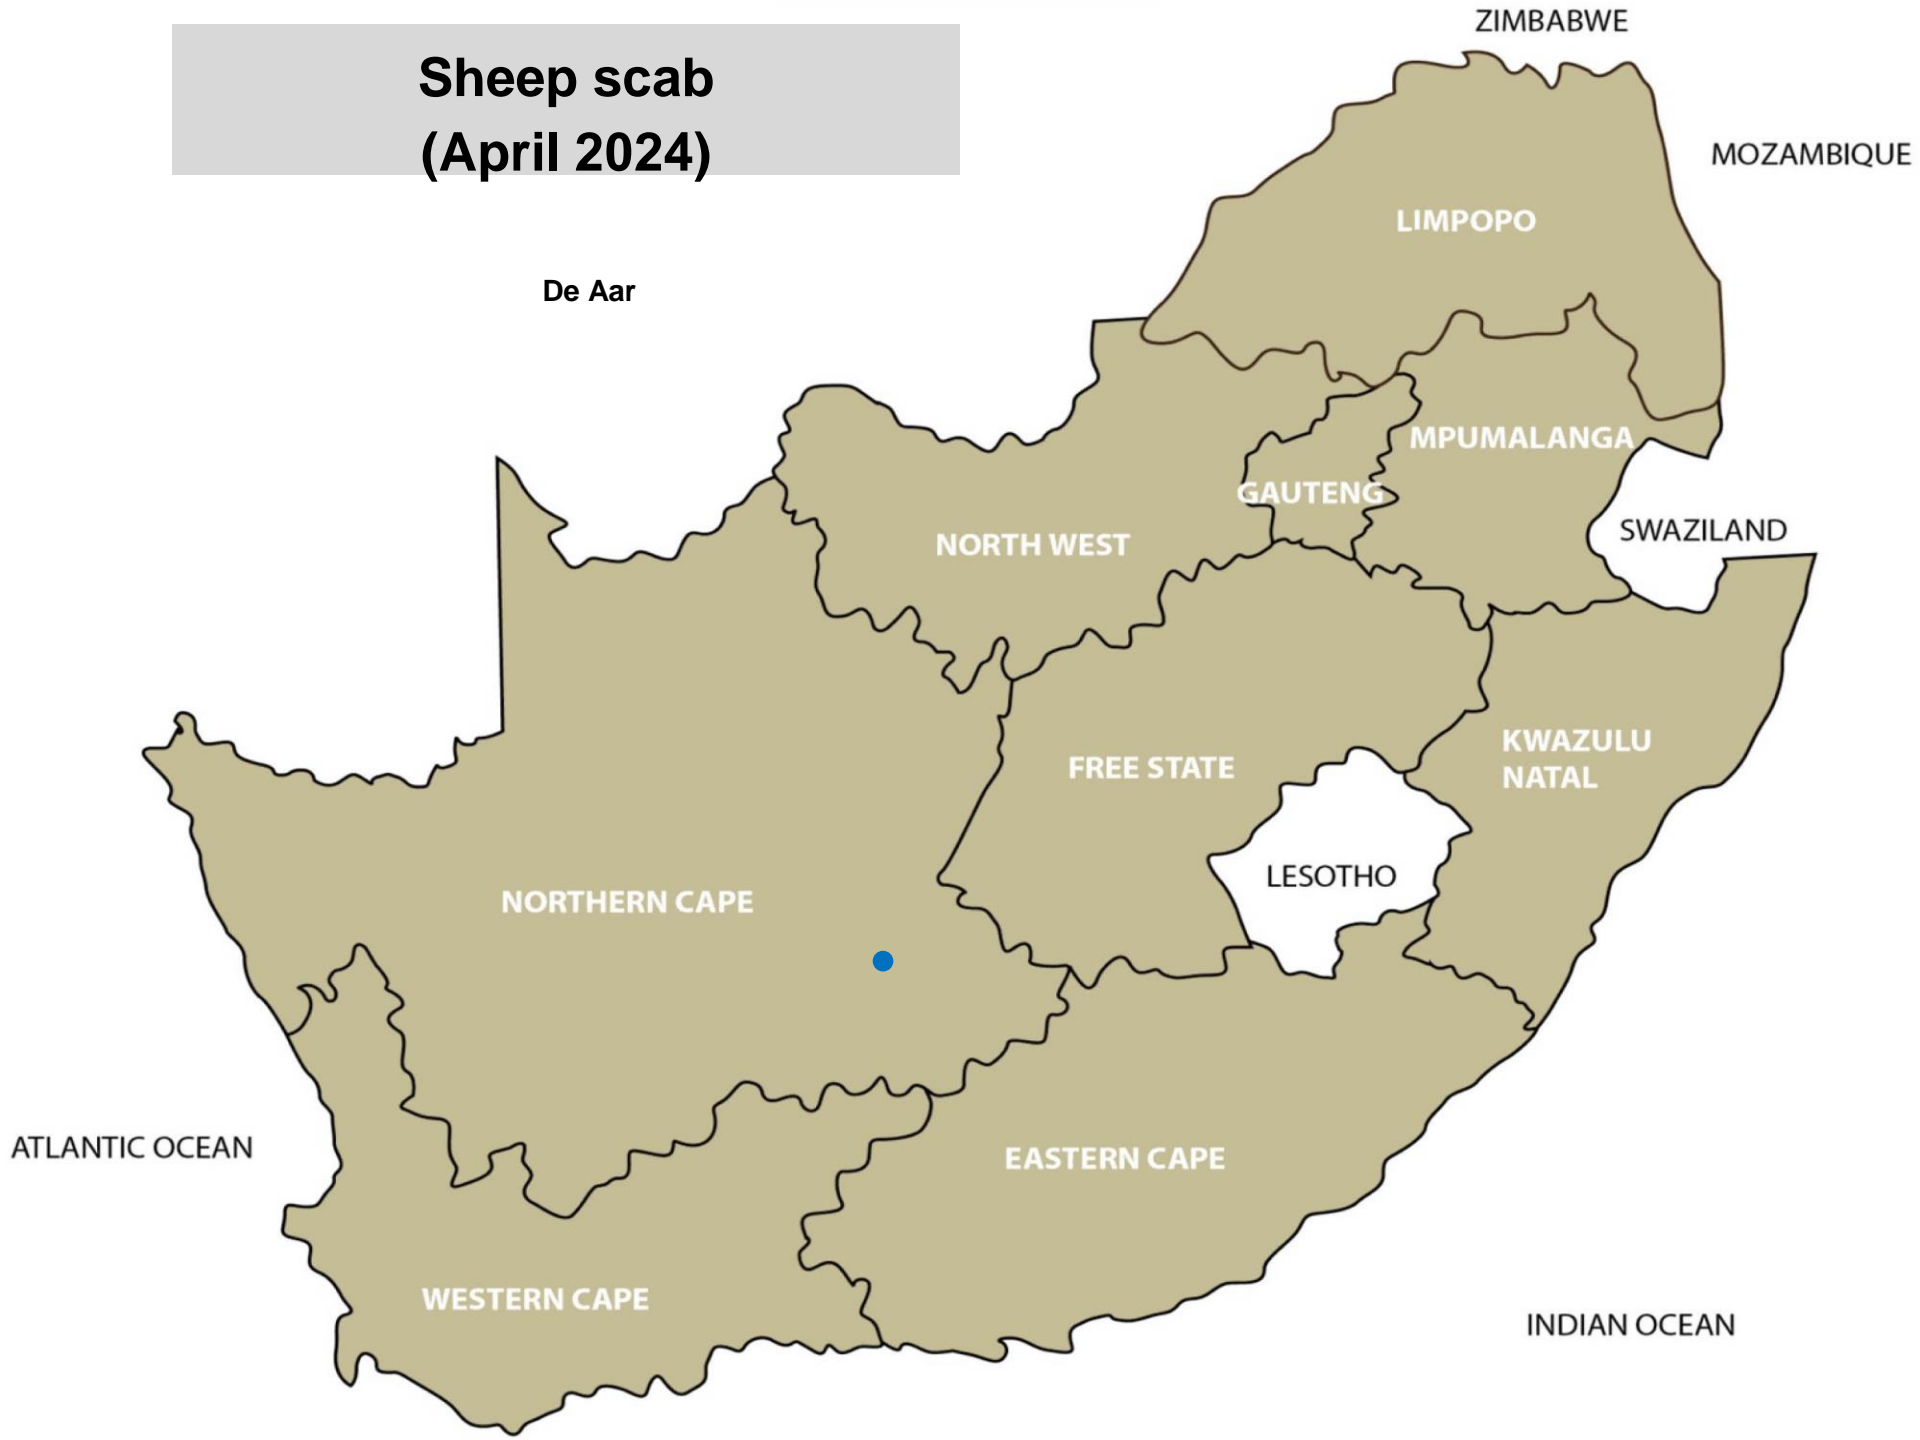 Sheep scab
(April 2024)
ZIMBABWE
MOZAMBIQUE
LIMPOPO
De Aar
MPUMALANGA
GAUTENG
NORTH WEST
SWAZILAND
KWAZULU
NATAL
FREE STATE
LESOTHO
NORTHERN CAPE
ATLANTIC OCEAN
EASTERN CAPE
WESTERN CAPE
INDIAN OCEAN